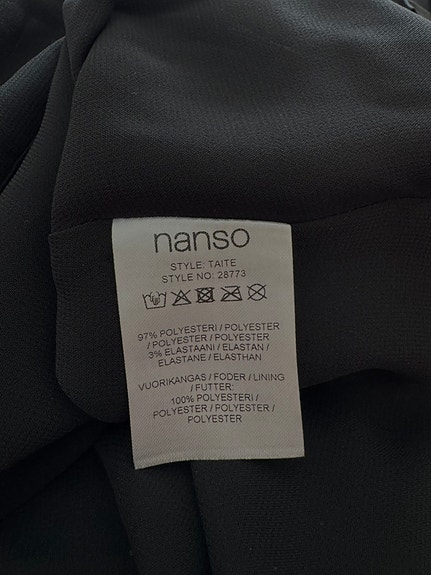 nanso
STYLE: TAITE
STYLE NO: 28773
97% POLYESTERI / POLYESTER
/ POLYESTER / POLYESTER
3% ELASTAANI / ELASTAN /
ELASTANE / ELASTHAN
VUORIKANGAS / FODER / LINING
/ FUTTER:
100% POLYESTERI /
POLYESTER / POLYESTER /
POLYESTER